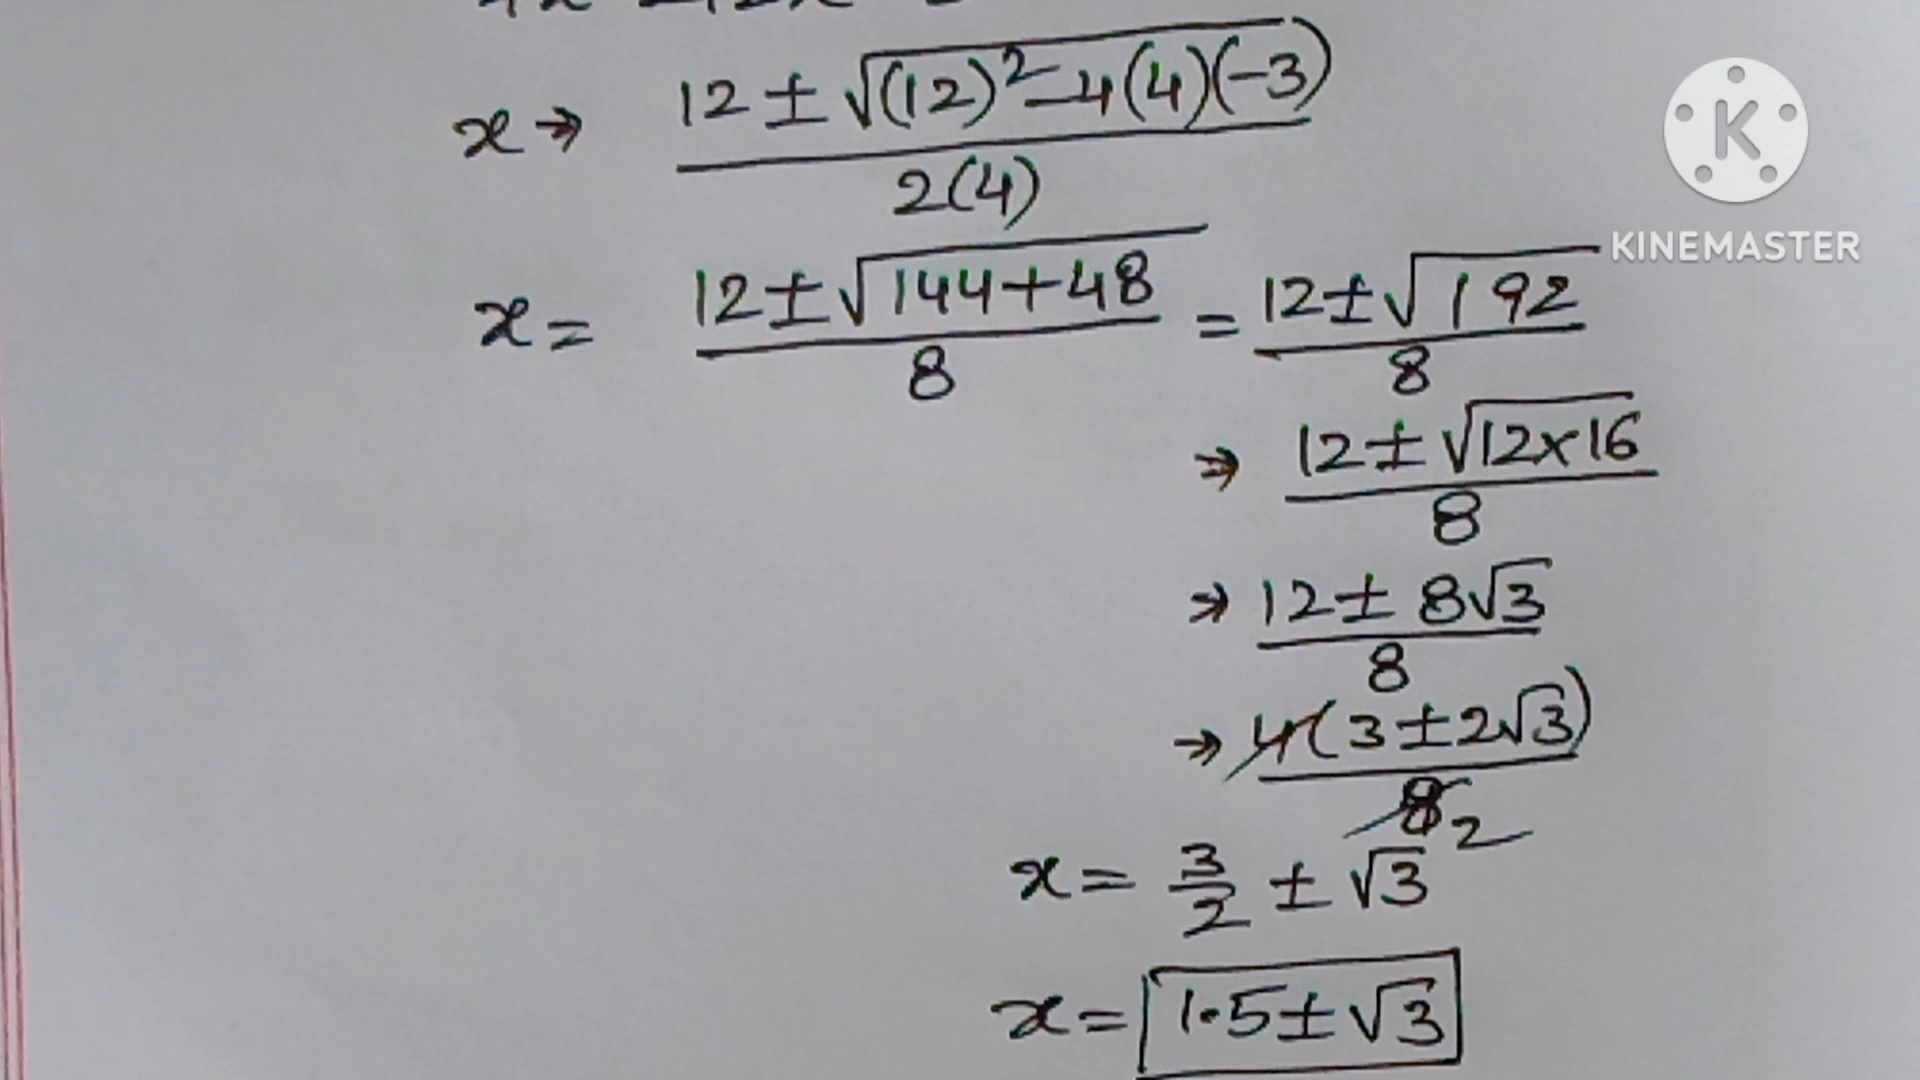 x → 12 ± √(12)² - 4(4)(-3) / 2(4)
K
KINEMASTER
x = 12 ± √144 + 48 / 8 = 12 ± √192 / 8
→ 12 ± √12×16 / 8
→ 12 ± 8√3 / 8
→ 4(3 ± 2√3) / 8 2
x = 3/2 ± √3
x = 1.5 ± √3